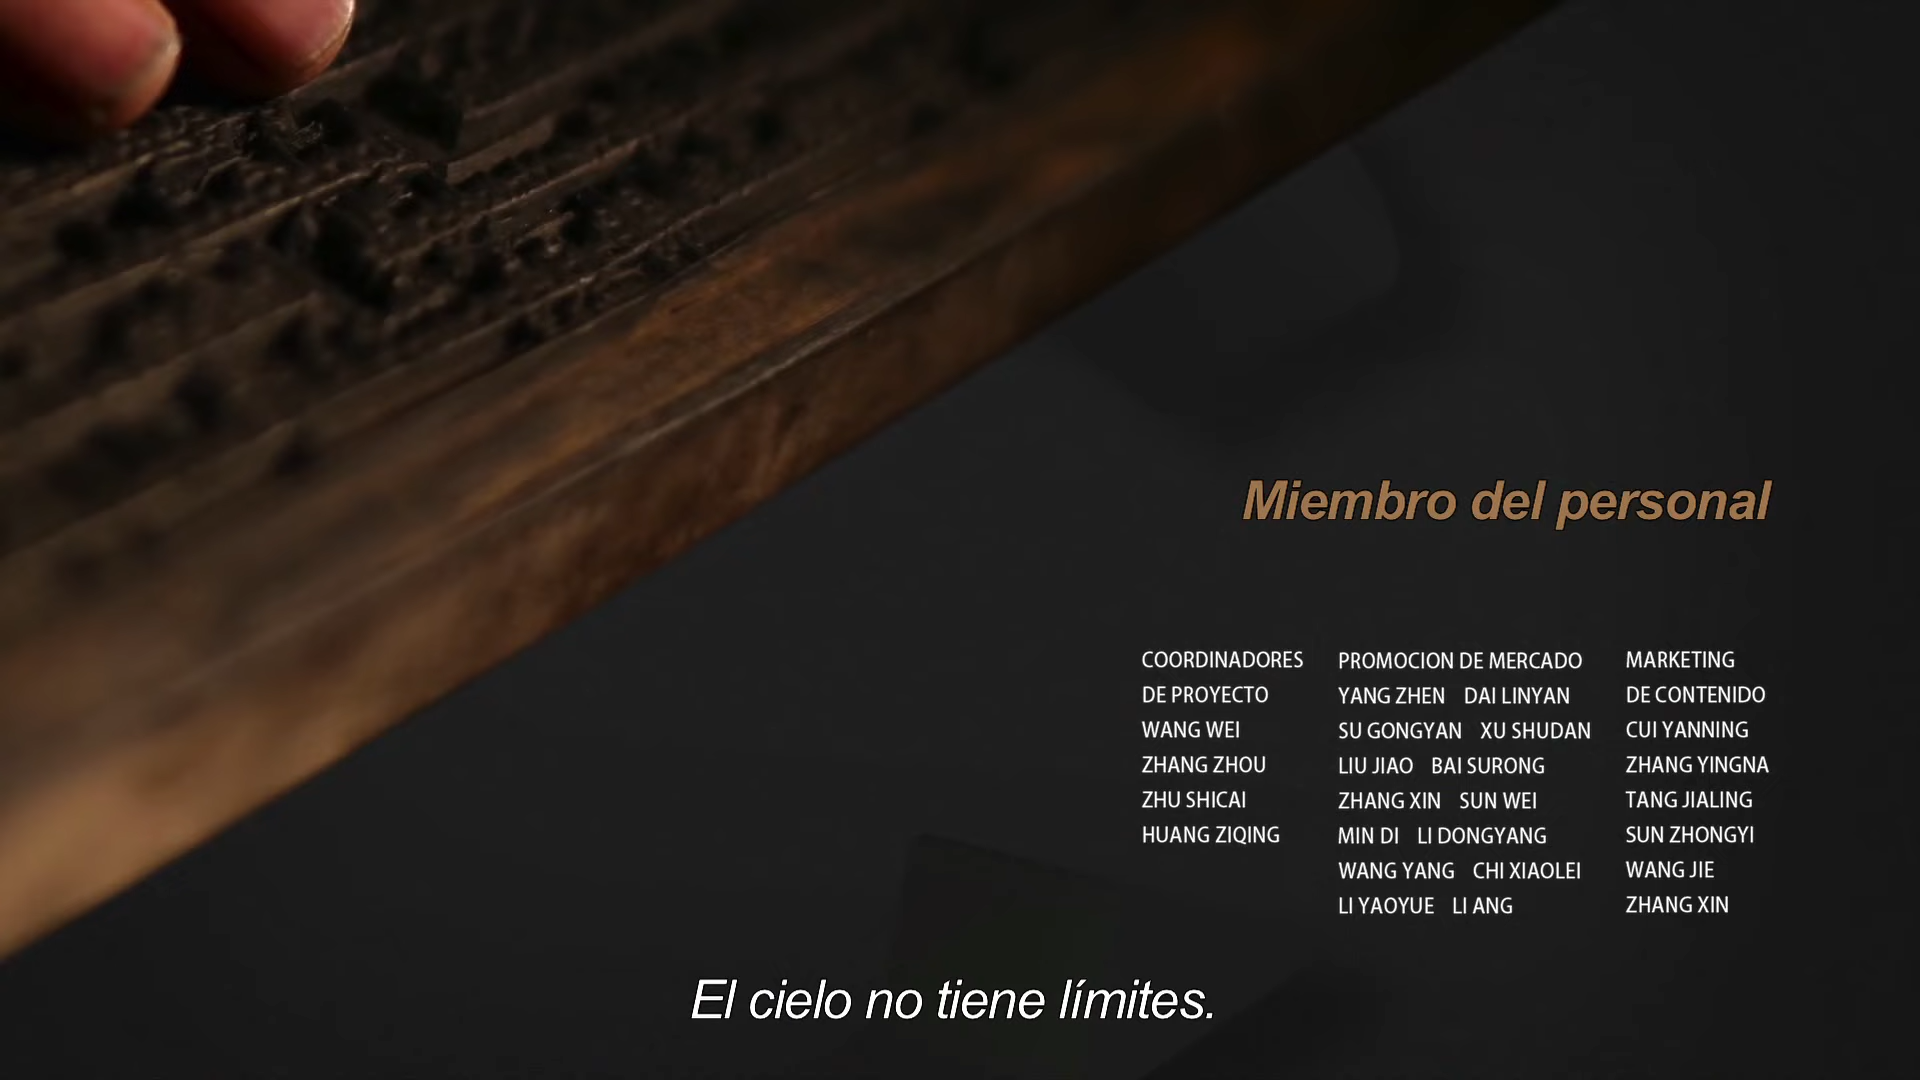 Miembro del personal
COORDINADORES
DE PROYECTO
WANG WEI
ZHANG ZHOU
ZHU SHICAI
HUANG ZIQING
PROMOCION DE MERCADO
YANG ZHEN DAI LINYAN
SU GONGYAN XU SHUDAN
LIU JIAO BAI SURONG
ZHANG XIN SUN WEI
MIN DI LI DONGYANG
WANG YANG CHI XIAOLEI
LI YAOYUE LI ANG
MARKETING
DE CONTENIDO
CUI YANNING
ZHANG YINGNA
TANG JIALING
SUN ZHONGYI
WANG JIE
ZHANG XIN
El cielo no tiene límites.